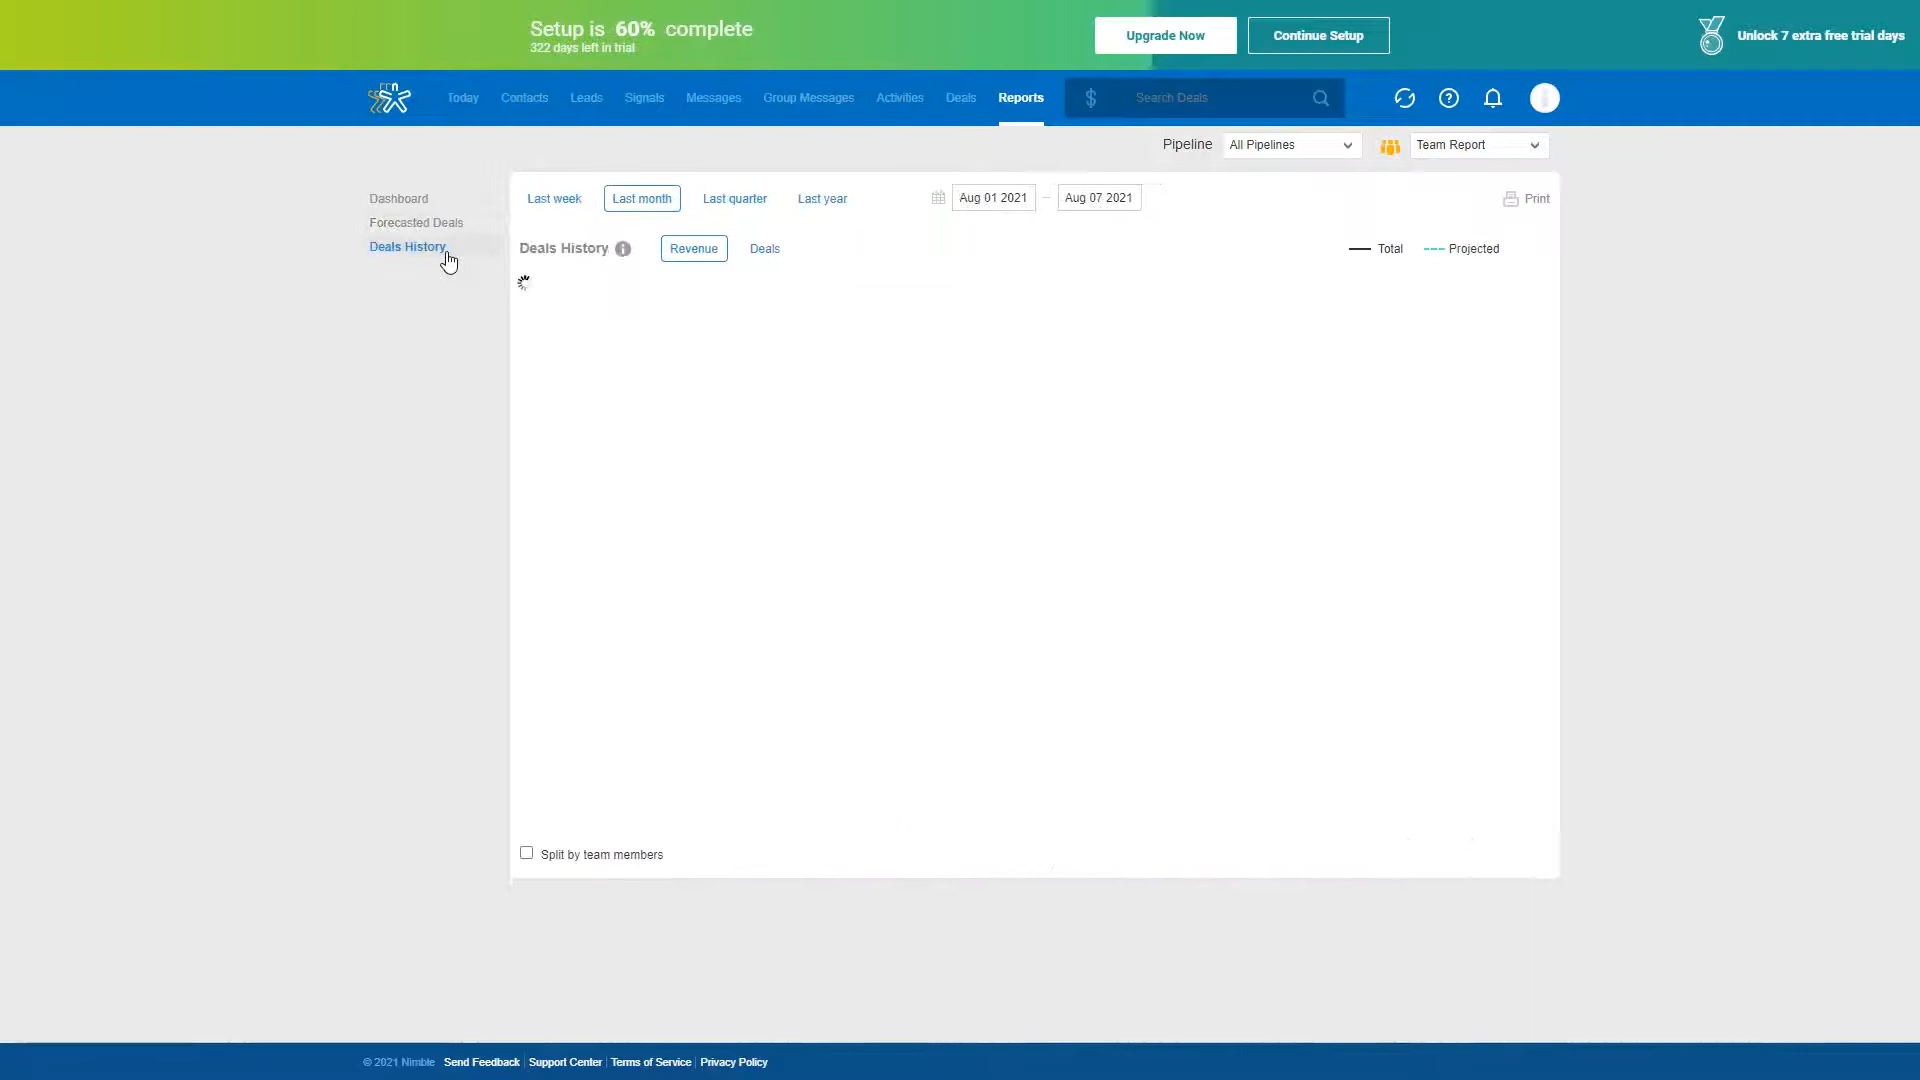 Setup is 60% complete
322 days left in trial
Upgrade Now
Continue Setup
Unlock 7 extra free trial days
Today
Contacts
Leads
Signals
Messages
Group Messages
Activities
Deals
Reports
$
Search Deals
Pipeline
All Pipelines
Team Report
Dashboard
Forecasted Deals
Deals History
Last week
Last month
Last quarter
Last year
Aug 01 2021 – Aug 07 2021
Print
Deals History
Revenue
Deals
Total
Projected
Split by team members
© 2021 Nimble Send Feedback | Support Center | Terms of Service | Privacy Policy